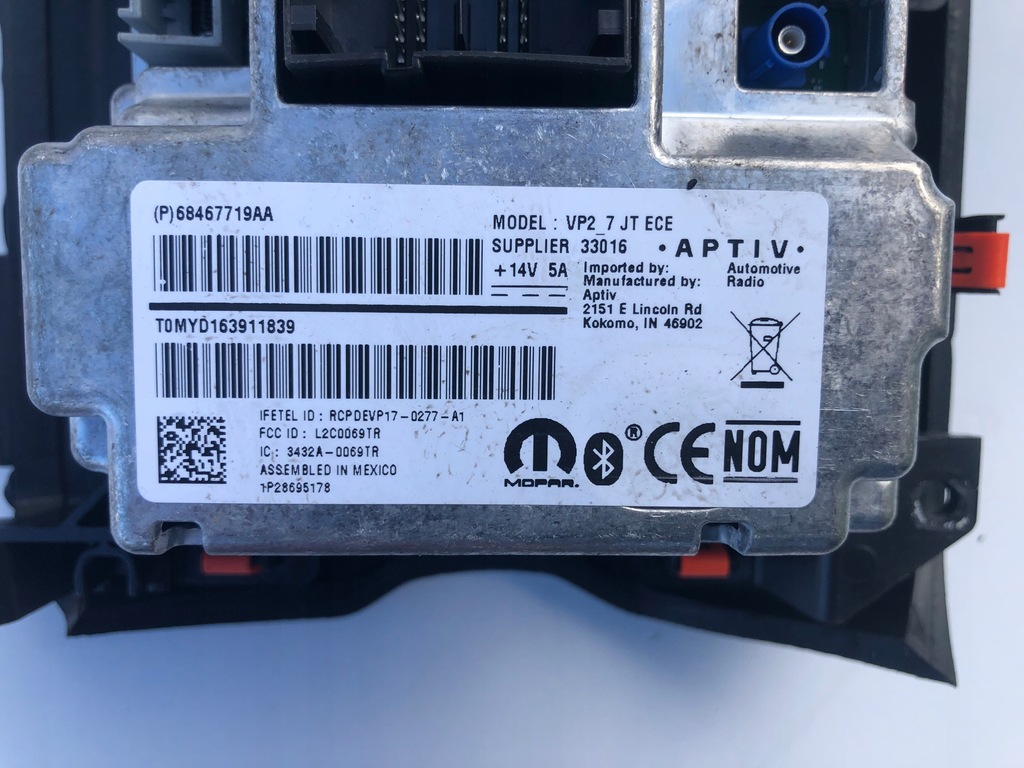 (P)68467719AA
MODEL : VP2_7 JT ECE
SUPPLIER 33016
• A P T I V •
+14V 5A
Imported by:
Manufactured by:
Aptiv
2151 E Lincoln Rd
Kokomo, IN 46902
Automotive
Radio
T0MYD163911839
IFETEL ID : RCPDEVP17-0277-A1
FCC ID : L2C0069TR
IC : 3432A-0069TR
ASSEMBLED IN MEXICO
1P28695178
MOPAR.
®
CE
NOM